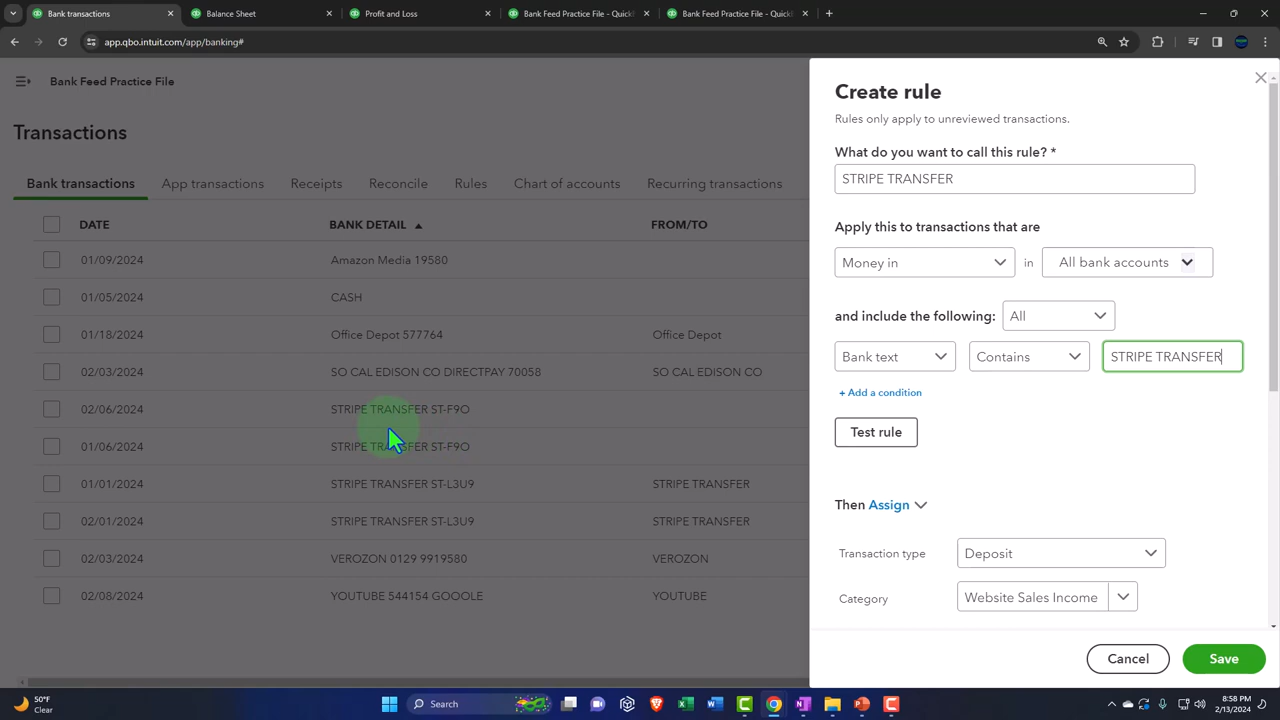 Bank transactions
Balance Sheet
Profit and Loss
Bank Feed Practice File - Quick
Bank Feed Practice File - Quick
app.qbo.intuit.com/app/banking#
Bank Feed Practice File
Transactions
Bank transactions App transactions Receipts Reconcile Rules Chart of accounts Recurring transactions
DATE BANK DETAIL FROM/TO
01/09/2024 Amazon Media 19580
01/05/2024 CASH
01/18/2024 Office Depot 577764 Office Depot
02/03/2024 SO CAL EDISON DIRECTPAY 70058 SO CAL EDISON CO
02/06/2024 STRIPE TRANSFER ST-F9O
01/06/2024 STRIPE TRANSFER ST-F9O
01/01/2024 STRIPE TRANSFER ST-L3U9 STRIPE TRANSFER
02/01/2024 STRIPE TRANSFER ST-L3U9 STRIPE TRANSFER
02/03/2024 VEROZON 0129 9919580 VEROZON
02/08/2024 YOUTUBE 544154 GOOOLE YOUTUBE
Create rule
Rules only apply to unreviewed transactions.
What do you want to call this rule? *
STRIPE TRANSFER
Apply this to transactions that are
Money in in All bank accounts
and include the following: All
Bank text Contains STRIPE TRANSFER
+ Add a condition
Test rule
Then Assign
Transaction type Deposit
Category Website Sales Income
Cancel Save
50°F
Clear
Search
8:58 PM
2/13/2024